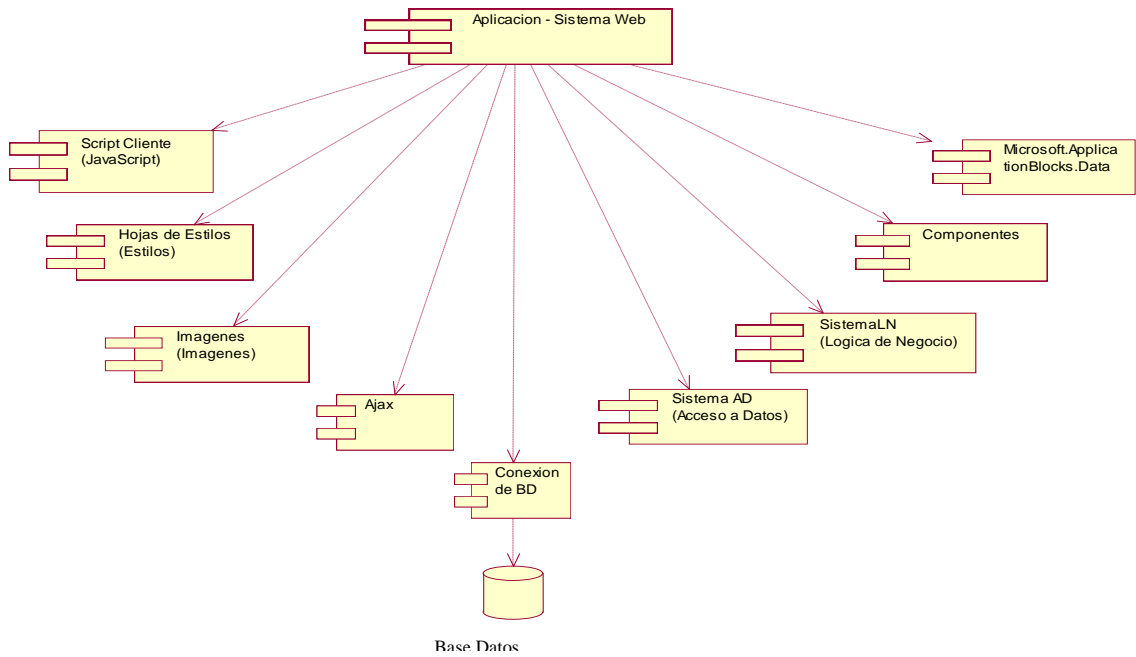 Aplicacion - Sistema Web
Script Cliente
(JavaScript)
Microsoft.Applica
tionBlocks.Data
Hojas de Estilos
(Estilos)
Componentes
Imagenes
(Imagenes)
SistemaLN
(Logica de Negocio)
Ajax
Sistema AD
(Acceso a Datos)
Conexion
de BD
Base Datos